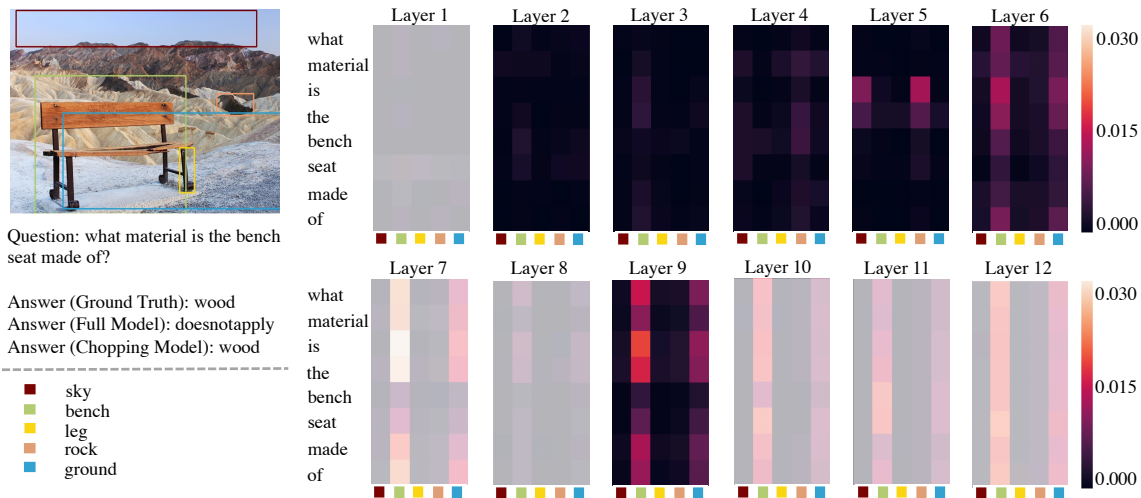 Layer 1
Layer 2
Layer 3
Layer 4
Layer 5
Layer 6
what
material
is
the
bench
seat
made
of
0.030
0.015
0.000
Question: what material is the bench
seat made of?
Answer (Ground Truth): wood
Answer (Full Model): doesnotapply
Answer (Chopping Model): wood
sky
bench
leg
rock
ground
Layer 7
Layer 8
Layer 9
Layer 10
Layer 11
Layer 12
what
material
is
the
bench
seat
made
of
0.030
0.015
0.000